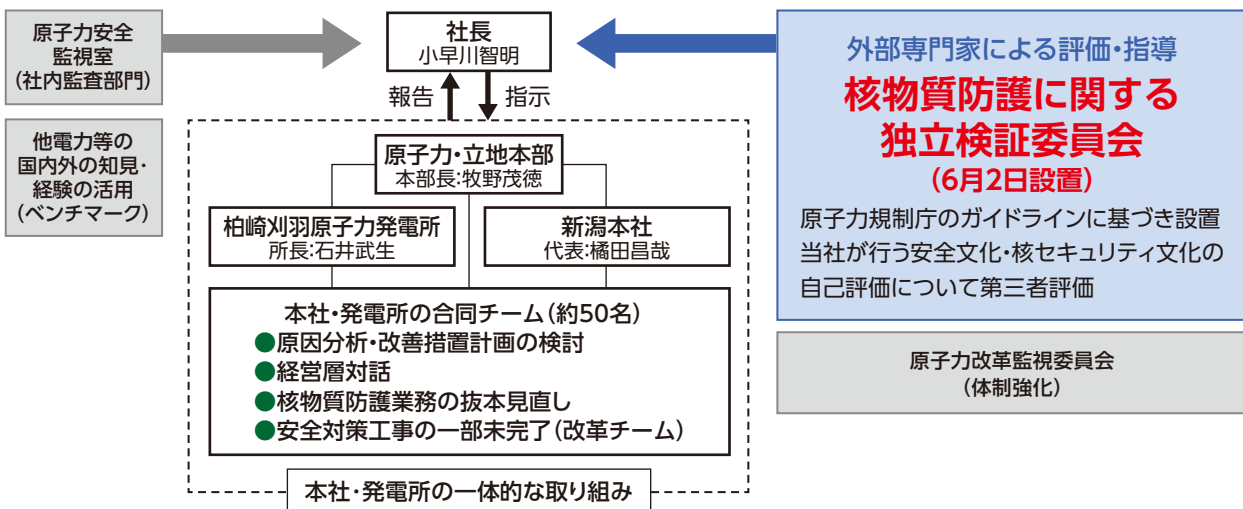 原子力安全
監視室
(社内監査部門)
他電力等の
国内外の知見・
経験の活用
(ベンチマーク)
社長
小早川智明
報告
指示
原子力・立地本部
本部長:牧野茂徳
柏崎刈羽原子力発電所
所長:石井武生
新潟本社
代表:橘田昌哉
本社・発電所の合同チーム(約50名)
●原因分析・改善措置計画の検討
●経営層対話
●核物質防護業務の抜本見直し
●安全対策工事の一部未完了(改革チーム)
本社・発電所の一体的な取り組み
外部専門家による評価・指導
核物質防護に関する
独立検証委員会
(6月2日設置)
原子力規制庁のガイドラインに基づき設置
当社が行う安全文化・核セキュリティ文化の
自己評価について第三者評価
原子力改革監視委員会
(体制強化)